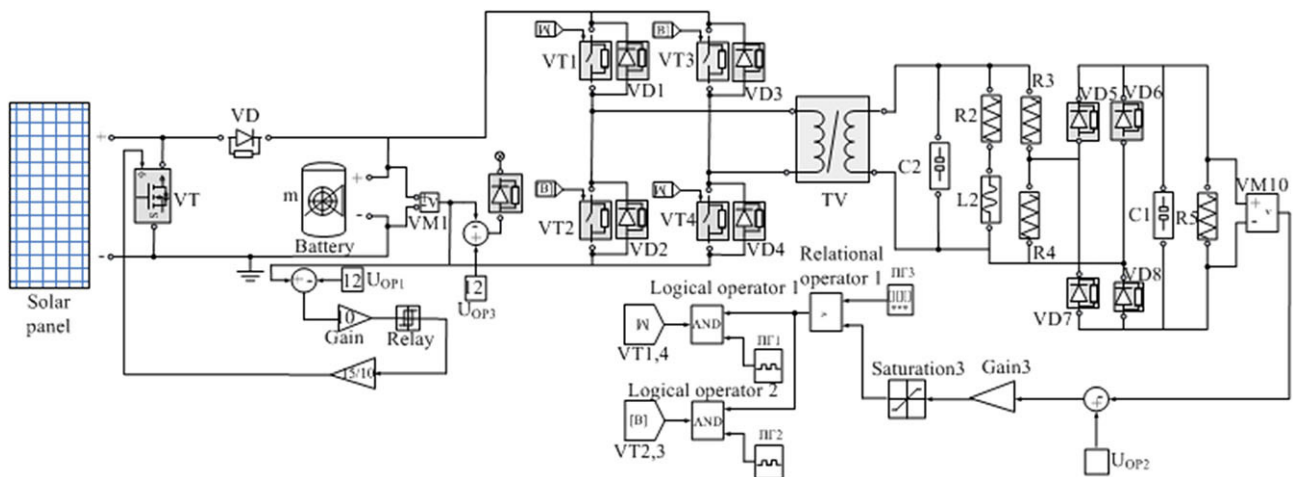 Solar
panel
+
-
VT
g
S
VD
m
Battery
+
-
VM1
12
UOP1
12
UOP3
Gain
Relay
15/10
[M]
VT1
VD1
[B]
VT3
VD3
[B]
VT2
VD2
[M]
VT4
VD4
TV
C2
R2
L2
R3
R4
VD5
VD6
VD7
VD8
C1
R5
VM10
+
-
v
Relational
operator 1
ПГ3
>
Logical operator 1
M
VT1,4
AND
ПГ1
Logical operator 2
[B]
VT2,3
AND
ПГ2
Saturation3
Gain3
UOP2